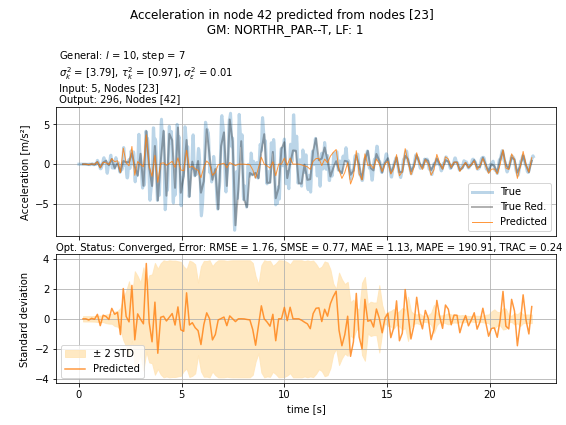 Acceleration in node 42 predicted from nodes [23]
GM: NORTHR_PAR--T, LF: 1
General: l = 10, step = 7
σ²ₖ = [3.79], τ²ₖ = [0.97], σ²ε = 0.01
Input: 5, Nodes [23]
Output: 296, Nodes [42]
Acceleration [m/s²]
5
0
−5
True
True Red.
Predicted
Opt. Status: Converged, Error: RMSE = 1.76, SMSE = 0.77, MAE = 1.13, MAPE = 190.91, TRAC = 0.24
Standard deviation
4
2
0
−2
−4
± 2 STD
Predicted
0 5 10 15 20
time [s]